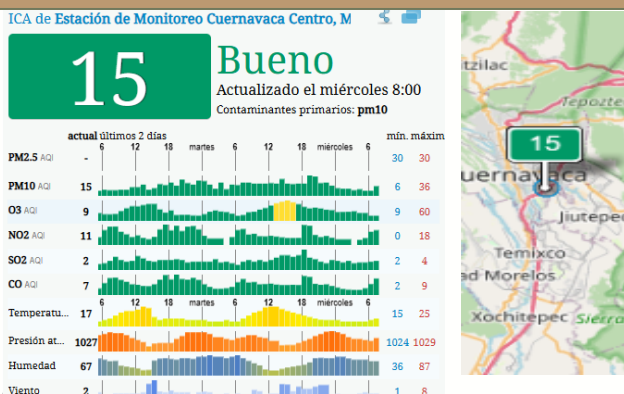 ICA de Estación de Monitoreo Cuernavaca Centro, M
15
Bueno
Actualizado el miércoles 8:00
Contaminantes primarios: pm10
actual últimos 2 días mín. máxim
6 12 18 martes 6 12 18 miércoles 6
PM2.5 AQI - 30 30
PM10 AQI 15 6 36
O3 AQI 9 9 60
NO2 AQI 11 0 18
SO2 AQI 2 2 4
CO AQI 7 2 9
6 12 18 martes 6 12 18 miércoles 6
Temperatu... 17 15 25
Presión at... 1027 1024 1029
Humedad 67 36 87
Viento 2 1 8
tzilac
Tepozte
15
uernavaca
Jiutepec
Temixco
ad Morelos
Xochitepec Sierra